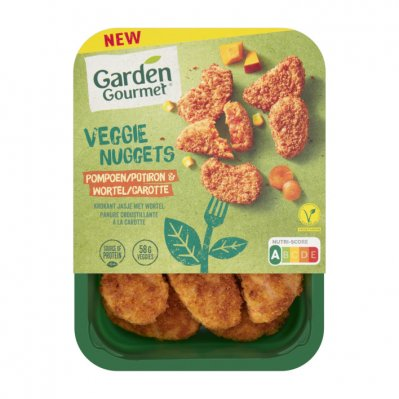 NEW
Garden
Gourmet®
VEGGIE
NUGGETS
POMPOEN/POTIRON &
WORTEL/CAROTTE
KROKANT JASJE MET WORTEL
PANURE CROUSTILLANTE
À LA CAROTTE
SOURCE OF
PROTEIN
58g
VEGGIES
NUTRI-SCORE
A B C D E